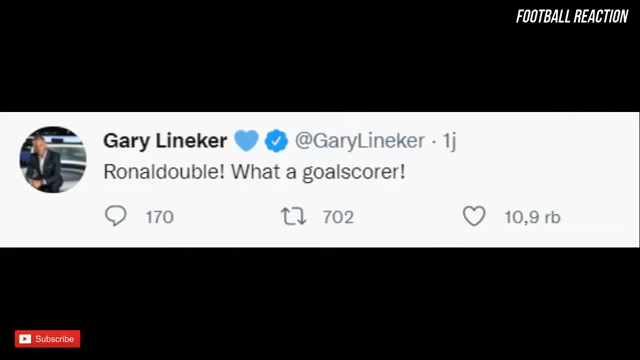 FOOTBALL REACTION
Gary Lineker 💙 @GaryLineker · 1j
Ronaldouble! What a goalscorer!
170 702 10,9 rb
Subscribe